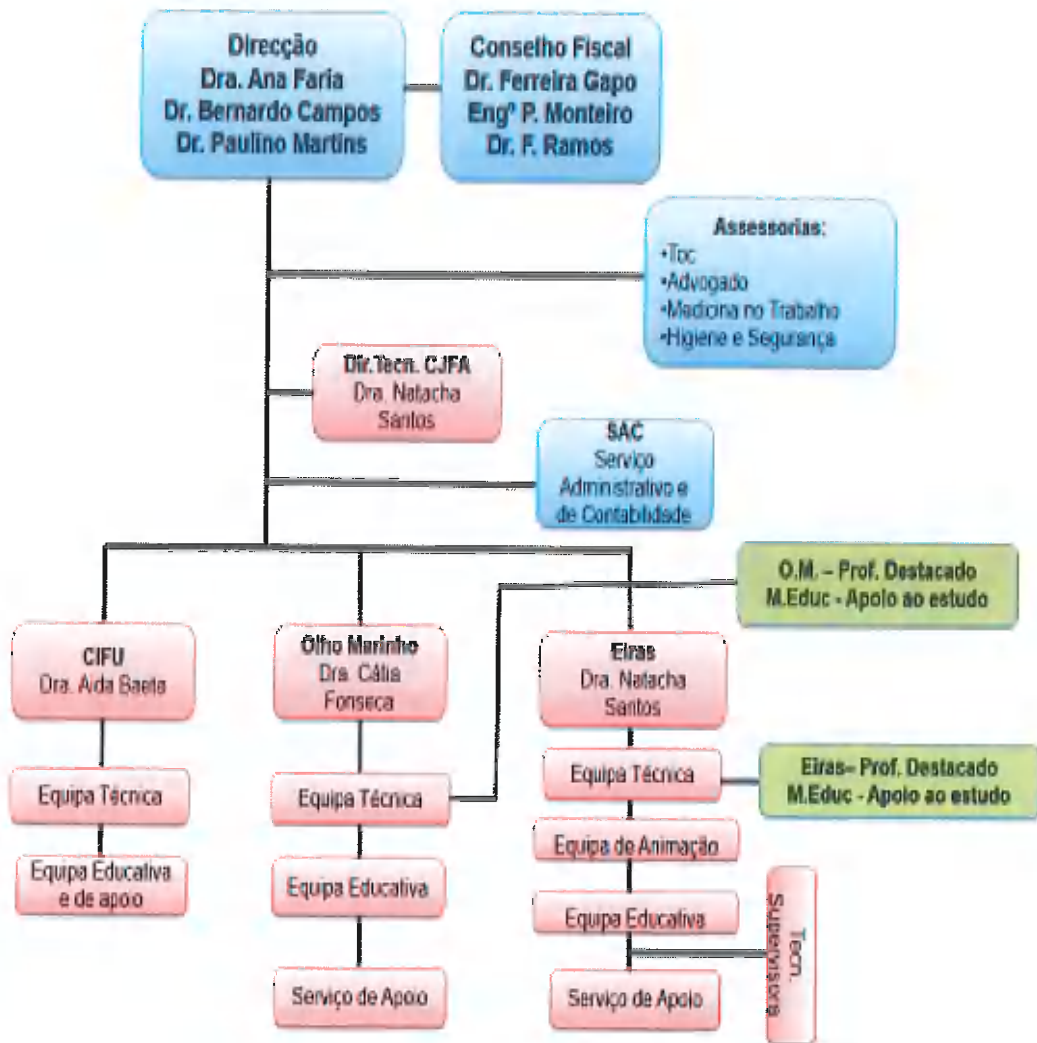 Direcção
Dra. Ana Faria
Dr. Bernardo Campos
Dr. Paulino Martins
Conselho Fiscal
Dr. Ferreira Gapo
Engº P. Monteiro
Dr. F. Ramos
Assessorias:
•Toc
•Advogado
•Medicina no Trabalho
•Higiene e Segurança
Dir.Tecn. CJFA
Dra. Natacha
Santos
SAC
Serviço
Administrativo e
de Contabilidade
O.M. – Prof. Destacado
M.Educ - Apoio ao estudo
CIFU
Dra. Aida Baeta
Olho Marinho
Dra. Cátia
Fonseca
Eiras
Dra. Natacha
Santos
Equipa Técnica
Equipa Técnica
Equipa Técnica
Eiras– Prof. Destacado
M.Educ - Apoio ao estudo
Equipa Educativa
e de apoio
Equipa Educativa
Equipa de Animação
Equipa Educativa
Tecn.
Supervisora
Serviço de Apoio
Serviço de Apoio